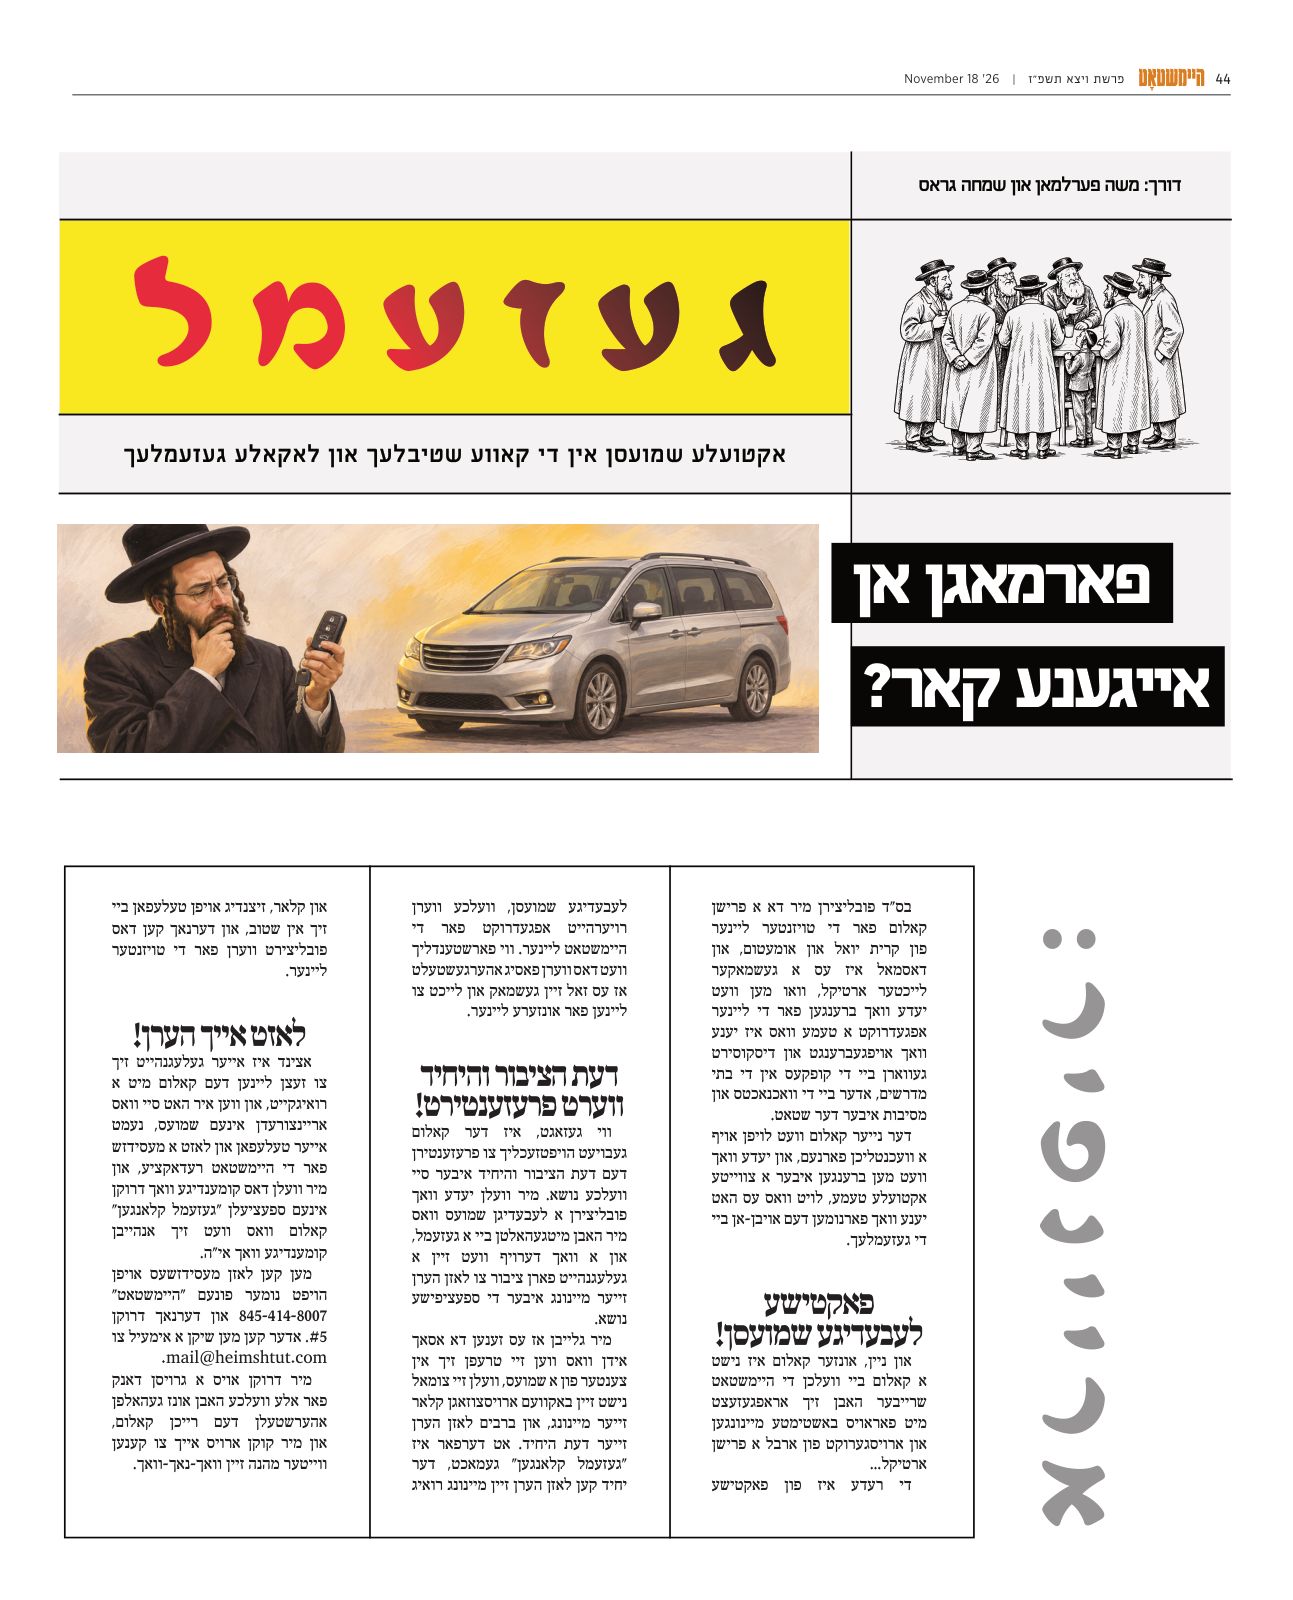 44 היימשטאָט פרשת ויצא תשפ״ז | November 18 '26
דורך: משה פערלמאן און שמחה גראס
געזעמל
אקטועלע שמועסן אין די קאווע שטיבלעך און לאקאלע געזעמלעך
פארמאגן אן
אייגענע קאר?
ארייניטונג:
בס״ד פובליצירן מיר דא א פרישן
קאלום פאר די טויזנטער ליינער
פון קרית יואל און אומעטום, און
דאסמאל איז עס א געשמאקער
לייכטער ארטיקל, וואו מען וועט
יעדע וואך ברענגען פאר די ליינער
אפגעדרוקט א טעמע וואס איז יענע
וואך אויפגעברענגט און דיסקוסירט
געווארן ביי די קופקעס אין די בתי
מדרשים, אדער ביי די וואכנאכטס און
מסיבות איבער דער שטאט.
דער נייער קאלום וועט לויפן אויף
א וועכנטליכן פארנעם, און יעדע וואך
וועט מען ברענגען איבער א צווייטע
אקטועלע טעמע, לויט וואס עס האט
יענע וואך פארנומען דעם אויבן-אן ביי
די געזעמלעך.
פאקטישע
לעבעדיגע שמועסן!
און ניין, אונזער קאלום איז נישט
א קאלום ביי וועלכן די היימשטאט
שרייבער האבן זיך אראפגעזעצט
מיט פאראויס באשטימטע מיינונגען
און ארויסגערוקט פון ארבל א פרישן
ארטיקל...
די רעדע איז פון פאקטישע
לעבעדיגע שמועסן, וועלכע ווערן
רויערהייט אפגעדרוקט פאר די
היימשטאט ליינער. ווי פארשטענדליך
וועט דאס ווערן פאסיג אהערגעשטעלט
אז עס זאל זיין געשמאק און לייכט צו
ליינען פאר אונזערע ליינער.
דעת הציבור והיחיד
ווערט פרעזענטירט!
ווי געזאגט, איז דער קאלום
געבויעט הויפטזעכליך צו פרעזענטירן
דעם דעת הציבור והיחיד איבער סיי
וועלכע נושא. מיר וועלן יעדע וואך
פובליצירן א לעבעדיגן שמועס וואס
מיר האבן מיטגעהאלטן ביי א געזעמל,
און א וואך דערויף וועט זיין א
געלעגנהייט פארן ציבור צו לאזן הערן
זייער מיינונג איבער די ספעציפישע
נושא.
מיר גלייבן אז עס זענען דא אסאך
אידן וואס ווען זיי טרעפן זיך אין
צענטער פון א שמועס, וועלן זיי צומאל
נישט זיין באקוועם ארויסצוזאגן קלאר
זייער מיינונג, און ברבים לאזן הערן
זייער דעת היחיד. אט דערפאר איז
״געזעמל קלאנגען״ געמאכט, דער
יחיד קען לאזן הערן זיין מיינונג רואיג
און קלאר, זיצנדיג אויפן טעלעפאן ביי
זיך אין שטוב, און דערנאך קען דאס
פובליצירט ווערן פאר די טויזנטער
ליינער.
לאזט אייך הערן!
אצינד איז אייער געלעגנהייט זיך
צו זעצן ליינען דעם קאלום מיט א
רואיגקייט, און ווען איר האט סיי וואס
אריינצורעדן אינעם שמועס, נעמט
אייער טעלעפאן און לאזט א מעסידזש
פאר די היימשטאט רעדאקציע, און
מיר וועלן דאס קומענדיגע וואך דרוקן
אינעם ספעציעלן ״געזעמל קלאנגען״
קאלום וואס וועט זיך אנהייבן
קומענדיגע וואך אי״ה.
מען קען לאזן מעסידזשעס אויפן
הויפט נומער פונעם ״היימשטאט״
845-414-8007 און דערנאך דרוקן
#5. אדער קען מען שיקן א אימעיל צו
mail@heimshtut.com.
מיר דרוקן אויס א גרויסן דאנק
פאר אלע וועלכע האבן אונז געהאלפן
אהערשטעלן דעם רייכן קאלום,
און מיר קוקן ארויס אייך צו קענען
ווייטער מהנה זיין וואך-נאך-וואך.